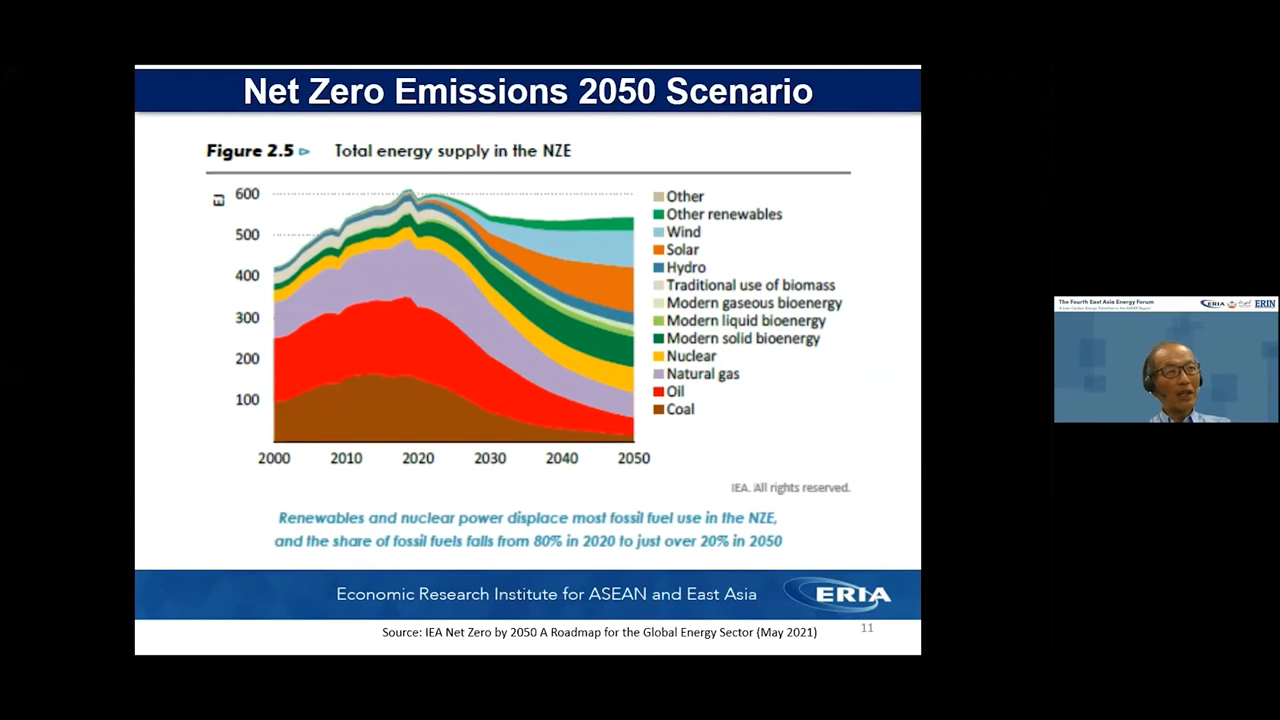 Net Zero Emissions 2050 Scenario
Figure 2.5 ▻ Total energy supply in the NZE
EJ
600
500
400
300
200
100
2000 2010 2020 2030 2040 2050
Other
Other renewables
Wind
Solar
Hydro
Traditional use of biomass
Modern gaseous bioenergy
Modern liquid bioenergy
Modern solid bioenergy
Nuclear
Natural gas
Oil
Coal
IEA. All rights reserved.
Renewables and nuclear power displace most fossil fuel use in the NZE,
and the share of fossil fuels falls from 80% in 2020 to just over 20% in 2050
Economic Research Institute for ASEAN and East Asia
ERIA
Source: IEA Net Zero by 2050 A Roadmap for the Global Energy Sector (May 2021)
11
The Fourth East Asia Energy Forum
ERIA
ERIN